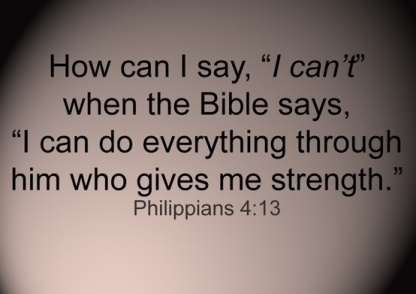 How can I say, “I can’t”
when the Bible says,
“I can do everything through
him who gives me strength.”
Philippians 4:13